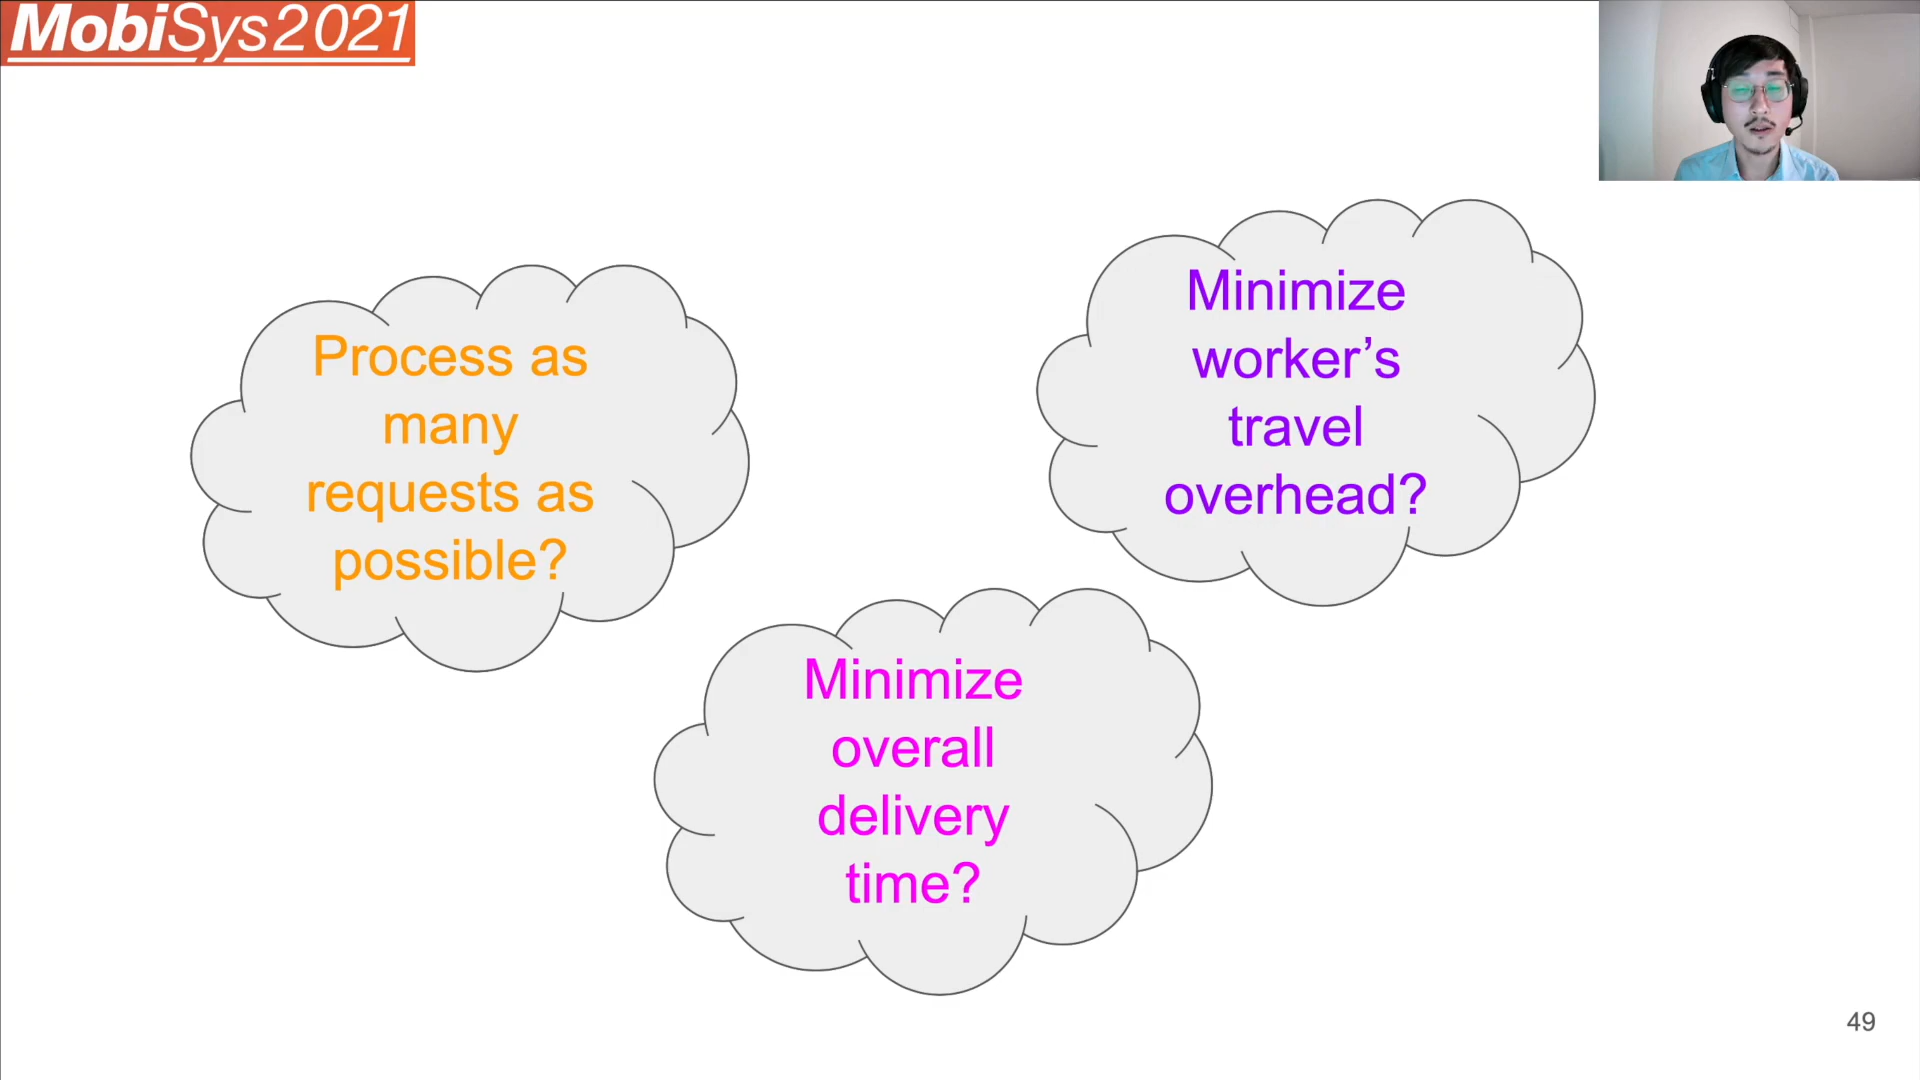 MobiSys2021
Process as
many
requests as
possible?
Minimize
worker’s
travel
overhead?
Minimize
overall
delivery
time?
49